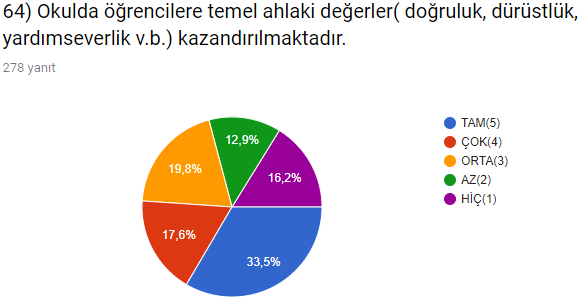 64) Okulda öğrencilere temel ahlaki değerler( doğruluk, dürüstlük,
yardımseverlik v.b.) kazandırılmaktadır.
278 yanıt
12,9%
16,2%
19,8%
17,6%
33,5%
TAM(5)
ÇOK(4)
ORTA(3)
AZ(2)
HİÇ(1)